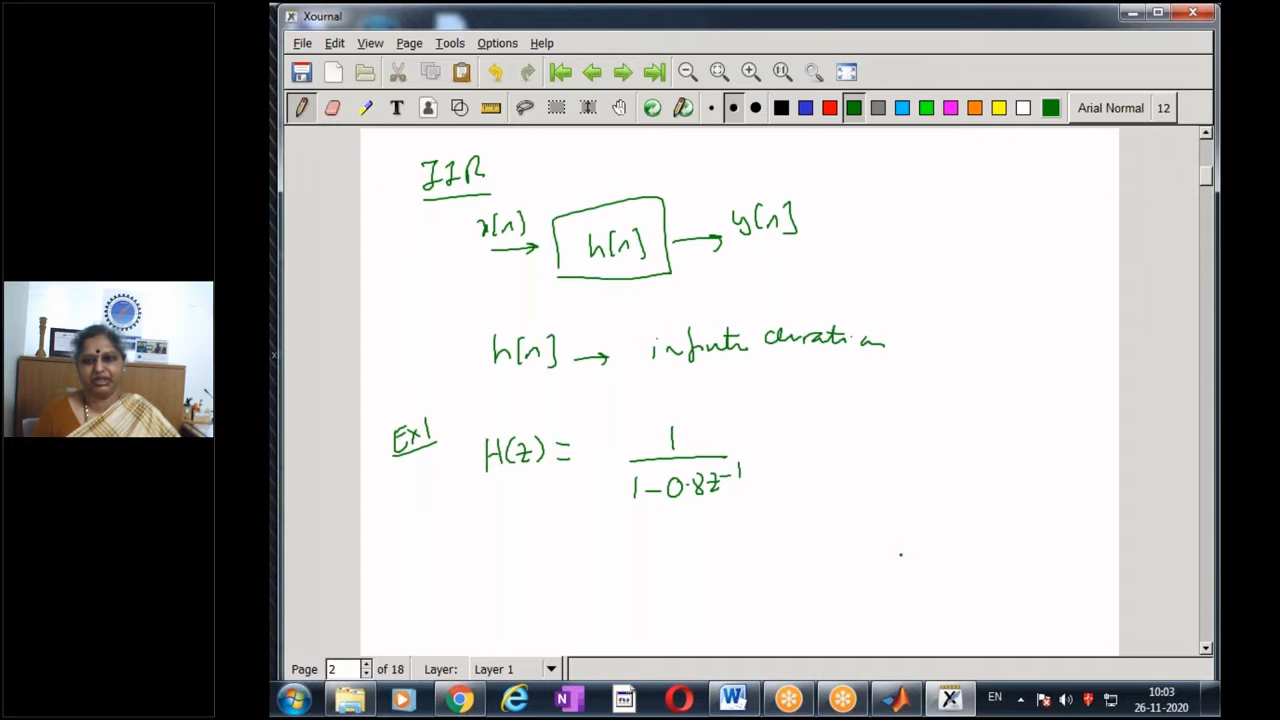 Xournal
File Edit View Page Tools Options Help
Arial Normal 12
IIR
x[n] h[n] y[n]
h[n] → infinite duration
Ex1 H(z) = 1
1-0.8z⁻¹
Page 2 of 18 Layer: Layer 1
EN 10:03
26-11-2020